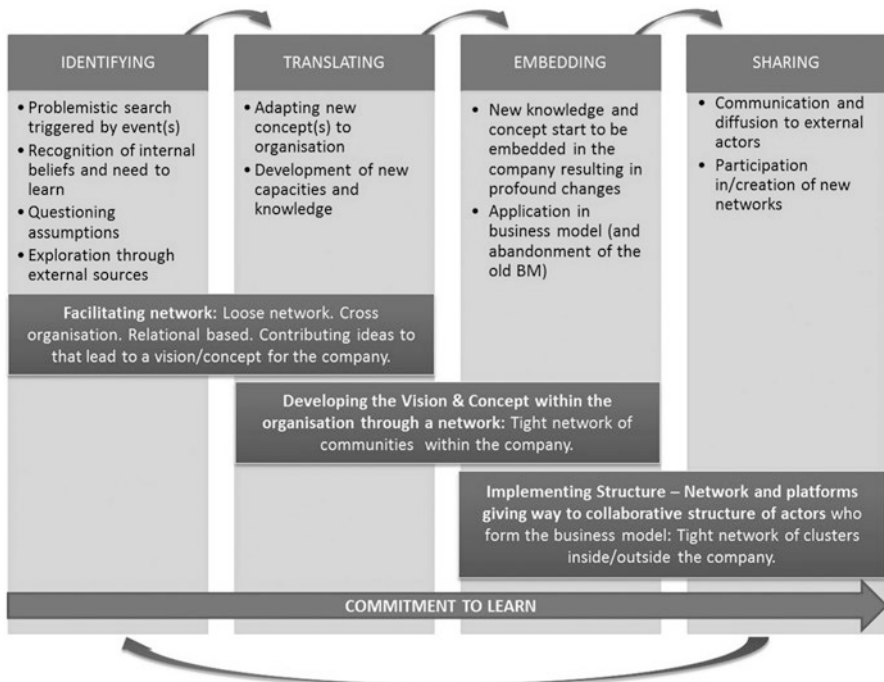 IDENTIFYING
• Problemistic search
triggered by event(s)
• Recognition of internal
beliefs and need to
learn
• Questioning
assumptions
• Exploration through
external sources
TRANSLATING
• Adapting new
concept(s) to
organisation
• Development of new
capacities and
knowledge
EMBEDDING
• New knowledge and
concept start to be
embedded in the
company resulting in
profound changes
• Application in
business model (and
abandonment of the
old BM)
SHARING
• Communication and
diffusion to external
actors
• Participation
in/creation of new
networks
Facilitating network: Loose network. Cross
organisation. Relational based. Contributing ideas to
that lead to a vision/concept for the company.
Developing the Vision & Concept within the
organisation through a network: Tight network of
communities within the company.
Implementing Structure – Network and platforms
giving way to collaborative structure of actors who
form the business model: Tight network of clusters
inside/outside the company.
COMMITMENT TO LEARN